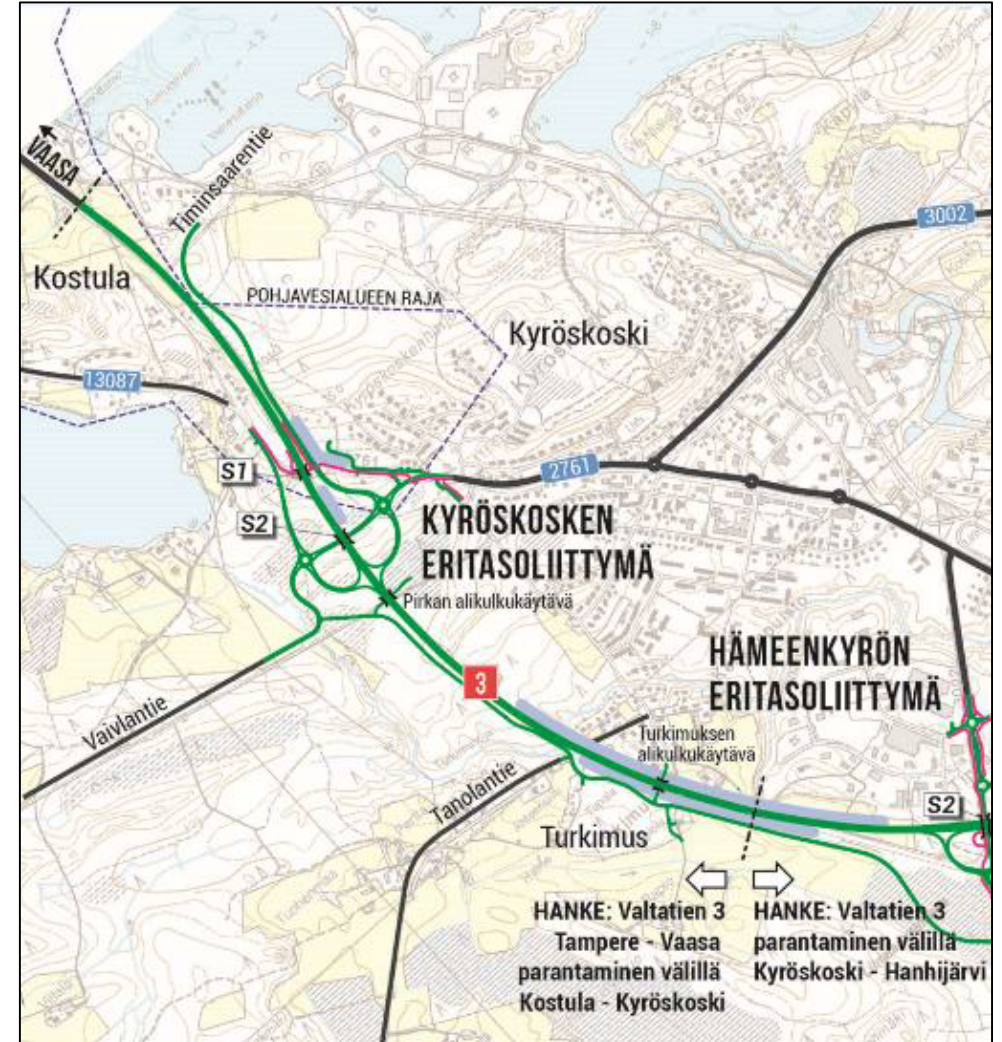 VAASA
Timinsaarentie
3002
Kostula
POHJAVESIALUEEN RAJA
Kyröskoski
13087
2761
S1
S2
KYRÖSKOSKEN
ERITASOLIITTYMÄ
Pirkan alikulkukäytävä
HÄMEENKYRÖN
ERITASOLIITTYMÄ
3
Vaivlantie
Turkimuksen
alikulkukäytävä
Tanolantie
S2
Turkimus
HANKE: Valtatien 3
Tampere - Vaasa
parantaminen välillä
Kostula - Kyröskoski
HANKE: Valtatien 3
parantaminen välillä
Kyröskoski - Hanhijärvi